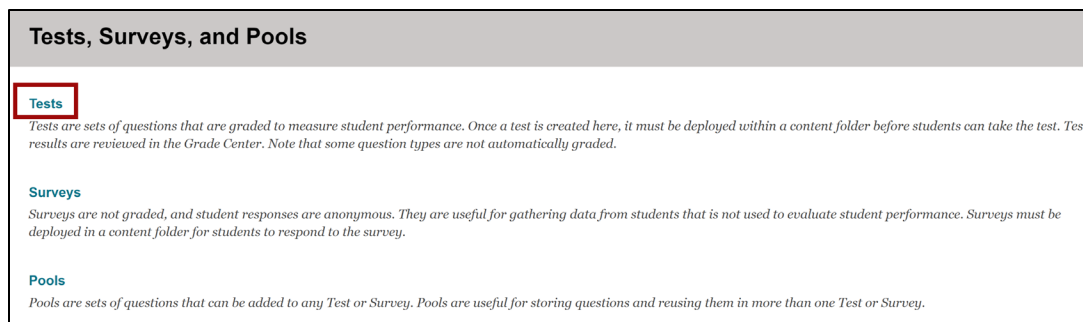 Tests, Surveys, and Pools
Tests
Tests are sets of questions that are graded to measure student performance. Once a test is created here, it must be deployed within a content folder before students can take the test. Tes
results are reviewed in the Grade Center. Note that some question types are not automatically graded.
Surveys
Surveys are not graded, and student responses are anonymous. They are useful for gathering data from students that is not used to evaluate student performance. Surveys must be
deployed in a content folder for students to respond to the survey.
Pools
Pools are sets of questions that can be added to any Test or Survey. Pools are useful for storing questions and reusing them in more than one Test or Survey.